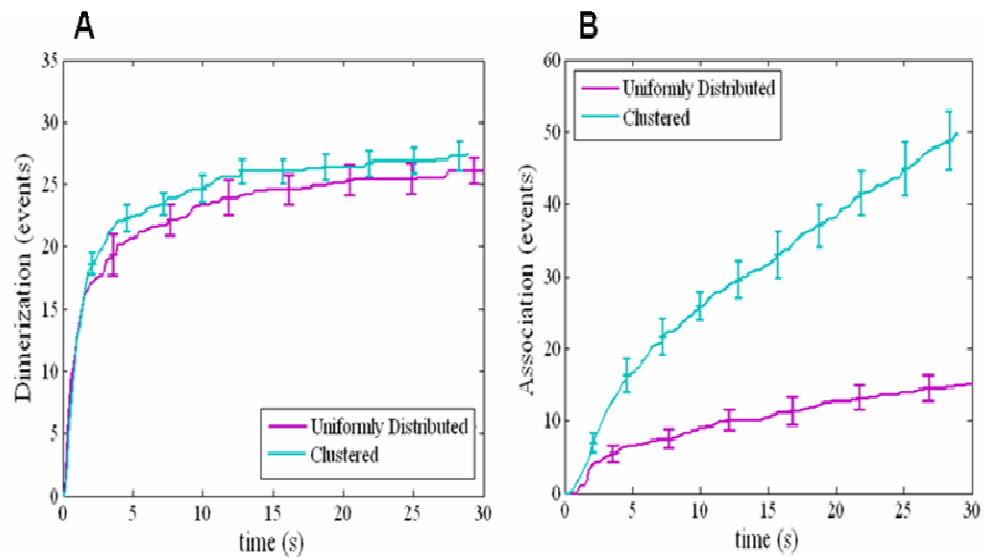 A
Dimerization (events)
35
30
25
20
15
10
5
0
0 5 10 15 20 25 30
time (s)
Uniformly Distributed
Clustered
B
Association (events)
60
50
40
30
20
10
0
0 5 10 15 20 25 30
time (s)
Uniformly Distributed
Clustered